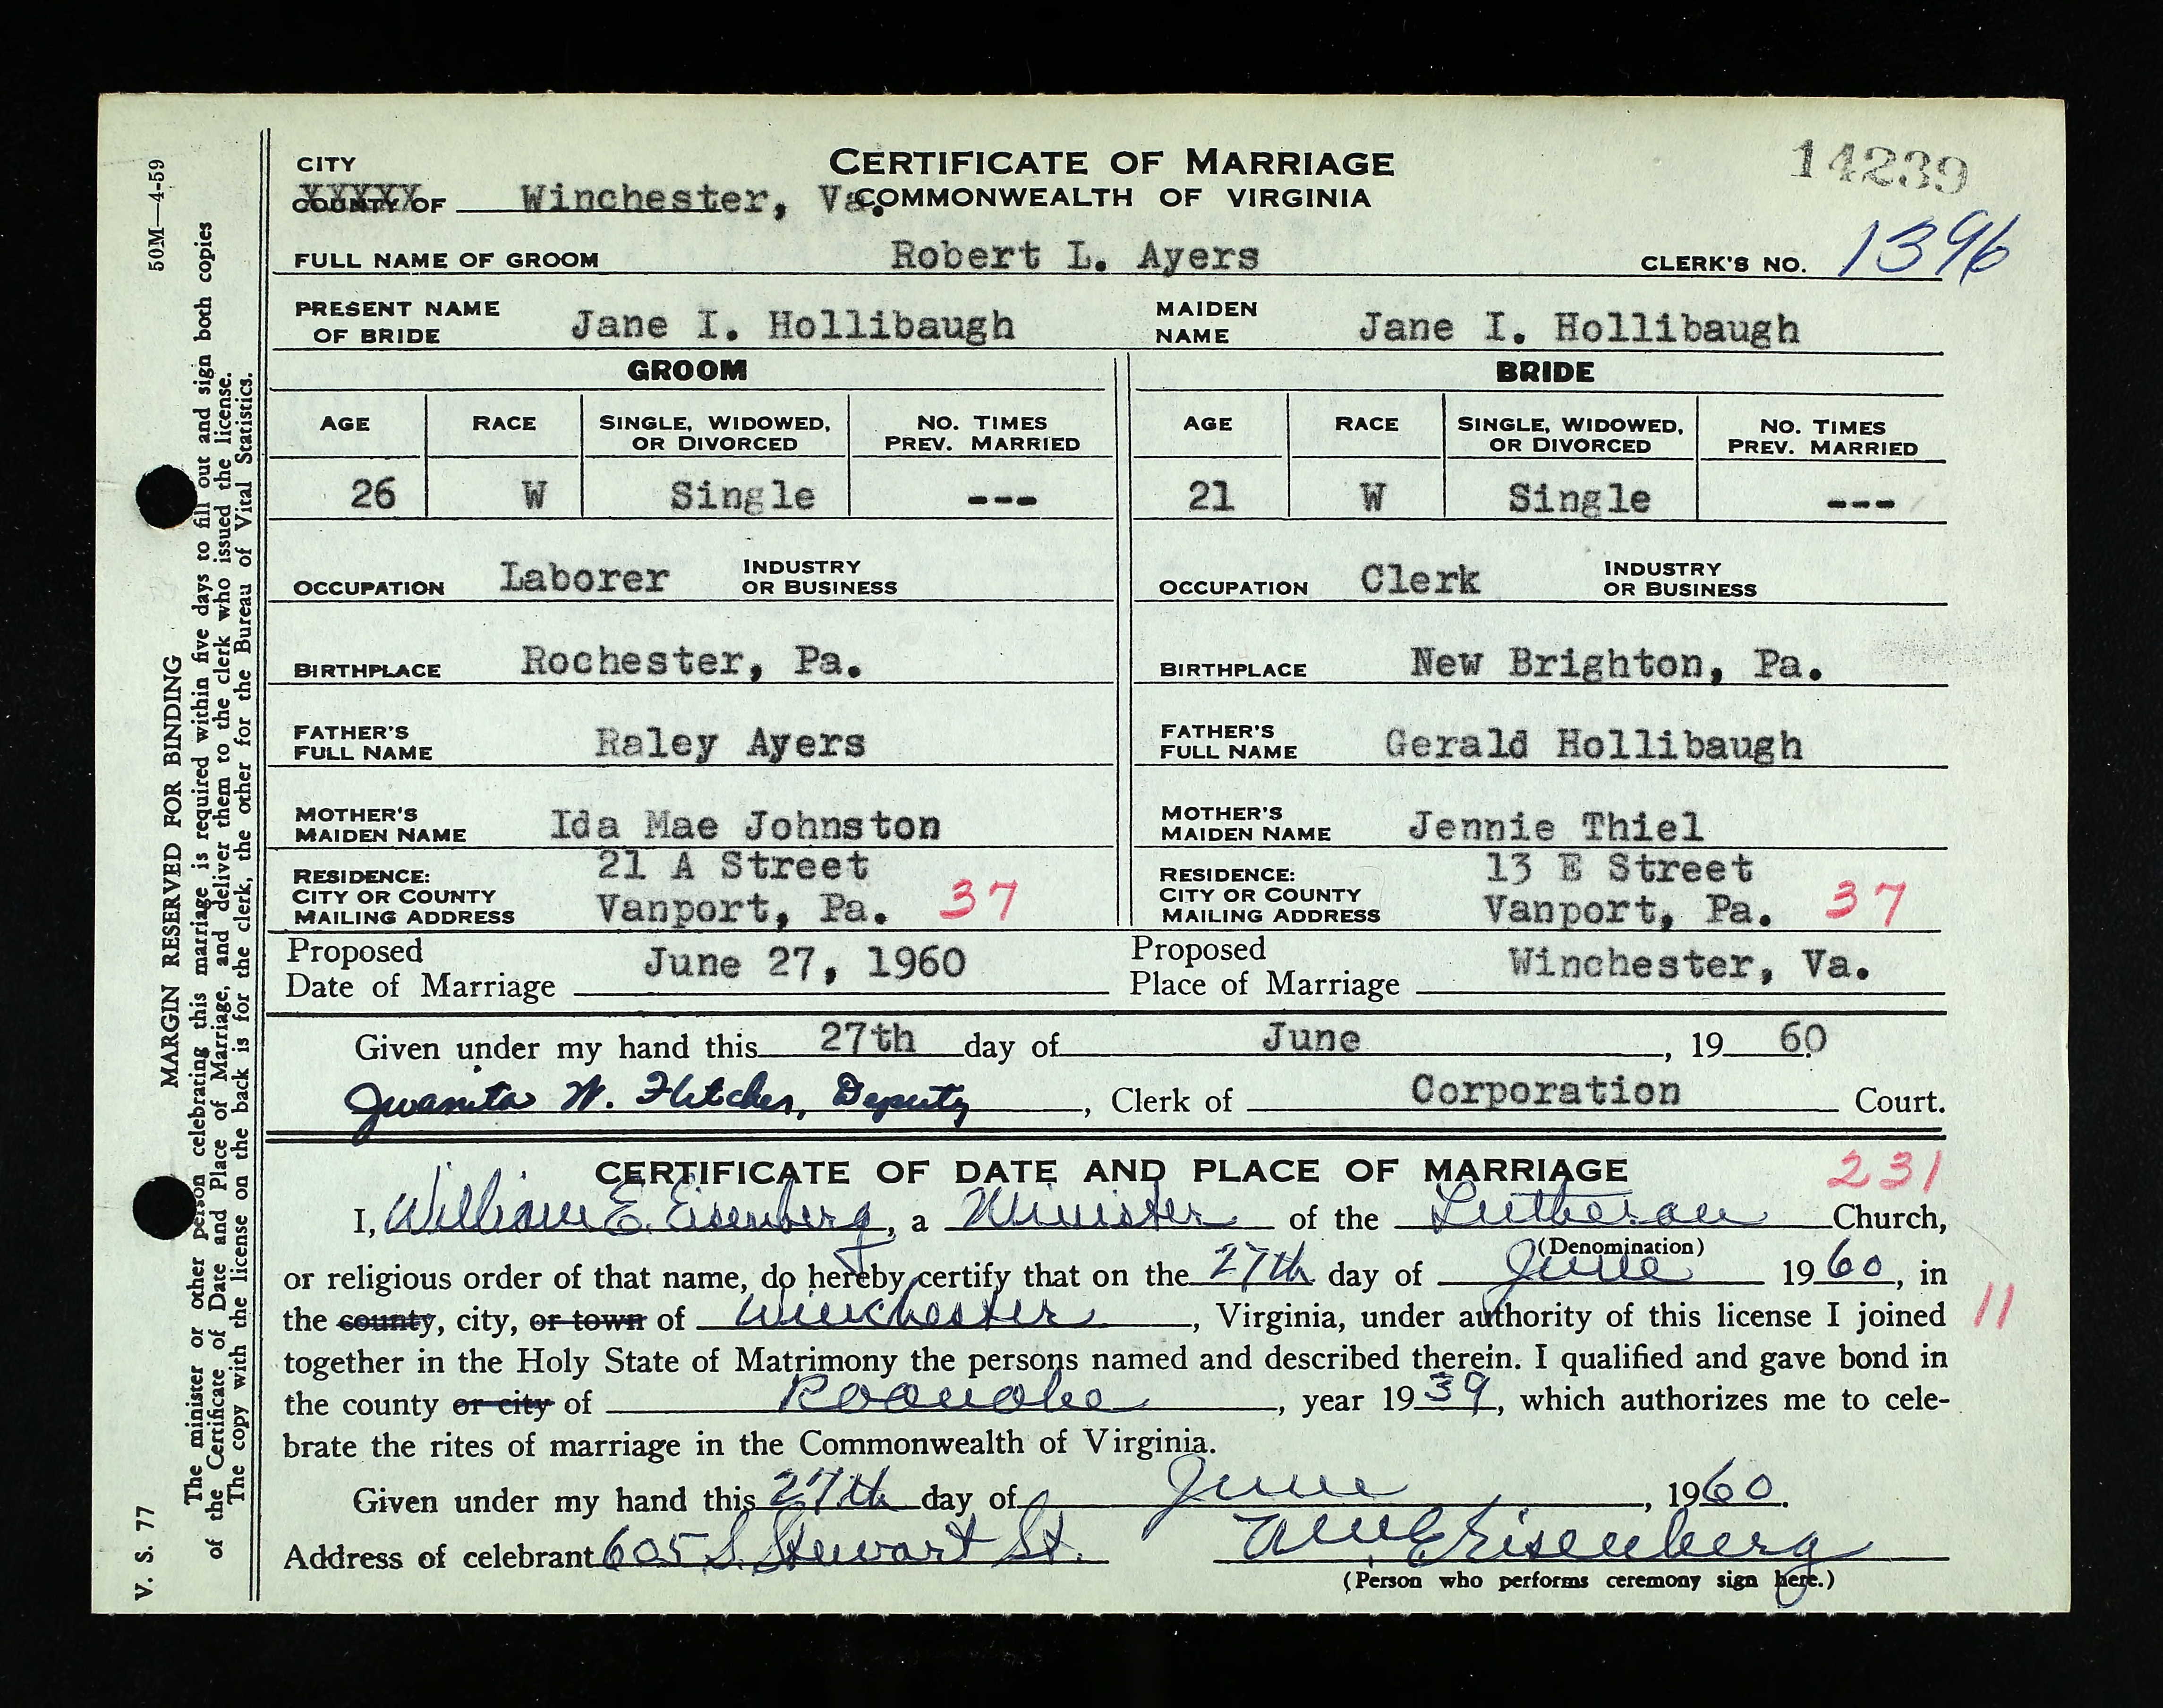 50M—4-59
MARGIN RESERVED FOR BINDING
The minister or other person celebrating this marriage is required within five days to fill out and sign both copies
of the Certificate of Date and Place of Marriage, and deliver them to the clerk who issued the license.
The copy with the license on the back is for the clerk, the other for the Bureau of Vital Statistics.
V. S. 77
CERTIFICATE OF MARRIAGE
14239
CITY
XXXXX
COUNTY OF Winchester, Va. COMMONWEALTH OF VIRGINIA
FULL NAME OF GROOM Robert L. Ayers CLERK'S NO. 1396
PRESENT NAME OF BRIDE Jane I. Hollibaugh MAIDEN NAME Jane I. Hollibaugh
GROOM BRIDE
AGE RACE SINGLE, WIDOWED, OR DIVORCED NO. TIMES PREV. MARRIED AGE RACE SINGLE, WIDOWED, OR DIVORCED NO. TIMES PREV. MARRIED
26 W Single --- 21 W Single ---
OCCUPATION Laborer INDUSTRY OR BUSINESS OCCUPATION Clerk INDUSTRY OR BUSINESS
BIRTHPLACE Rochester, Pa. BIRTHPLACE New Brighton, Pa.
FATHER'S FULL NAME Raley Ayers FATHER'S FULL NAME Gerald Hollibaugh
MOTHER'S MAIDEN NAME Ida Mae Johnston MOTHER'S MAIDEN NAME Jennie Thiel
RESIDENCE: CITY OR COUNTY MAILING ADDRESS 21 A Street Vanport, Pa. 37 RESIDENCE: CITY OR COUNTY MAILING ADDRESS 13 E Street Vanport, Pa. 37
Proposed Date of Marriage June 27, 1960 Proposed Place of Marriage Winchester, Va.
Given under my hand this 27th day of June, 1960.
Juanita W. Fletcher, Deputy, Clerk of Corporation Court.
CERTIFICATE OF DATE AND PLACE OF MARRIAGE 231
I, William E. Eisenberg, a Minister of the Lutheran Church,
(Denomination)
or religious order of that name, do hereby certify that on the 27th day of June 1960, in
the county, city, or town of Winchester, Virginia, under authority of this license I joined 11
together in the Holy State of Matrimony the persons named and described therein. I qualified and gave bond in
the county or city of Roanoke, year 1939, which authorizes me to cele-
brate the rites of marriage in the Commonwealth of Virginia.
Given under my hand this 27th day of June, 1960.
Address of celebrant 605 S. Stewart St. Wm E Eisenberg
(Person who performs ceremony sign here.)